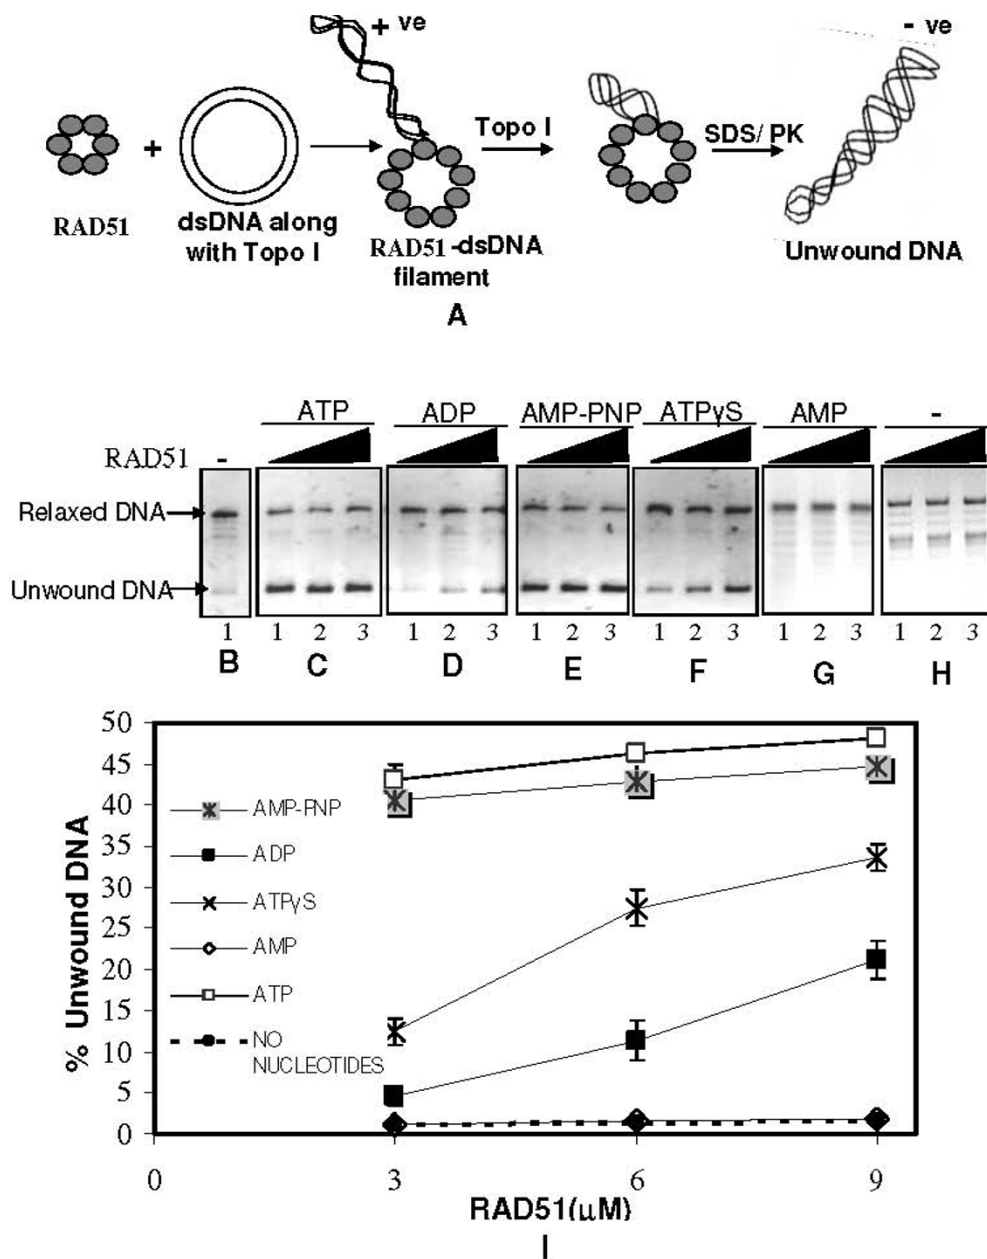 + ve
- ve
Topo I
SDS/ PK
+
RAD51
dsDNA along
with Topo I
RAD51 -dsDNA
filament
Unwound DNA
A
ATP ADP AMP-PNP ATPγS AMP -
RAD51 -
Relaxed DNA
Unwound DNA
1 1 2 3 1 2 3 1 2 3 1 2 3 1 2 3 1 2 3
B C D E F G H
50
45
40
35
30
25
20
15
10
5
0
% Unwound DNA
AMP-PNP
ADP
ATPγS
AMP
ATP
NO
NUCLEOTIDES
0 3 6 9
RAD51(μM)
I